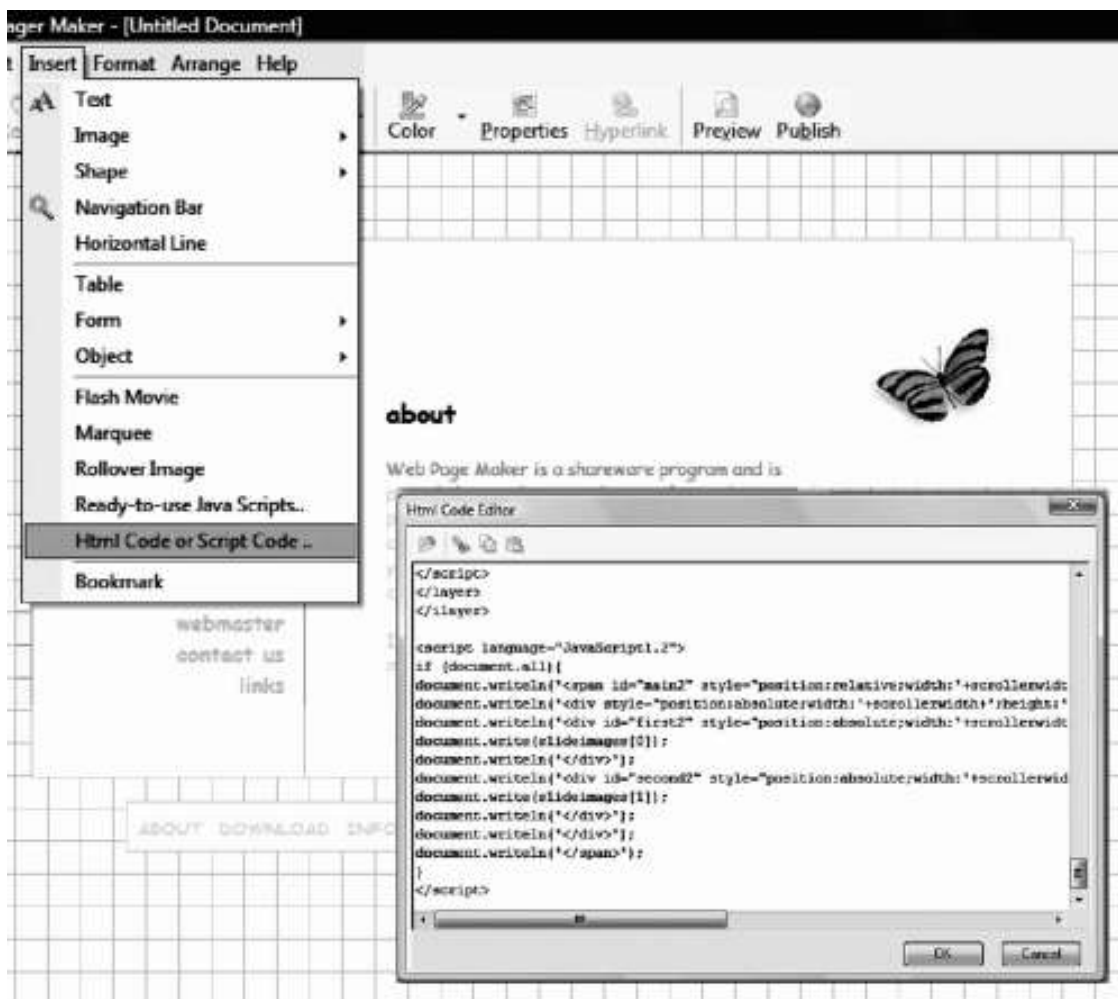 ager Maker - [Untitled Document]
Insert Format Arrange Help
Text
Image
Shape
Navigation Bar
Horizontal Line
Table
Form
Object
Flash Movie
Marquee
Rollover Image
Ready-to-use Java Scripts..
Html Code or Script Code ..
Bookmark
Color Properties Hyperlink Preview Publish
about
Web Page Maker is a shareware program and is
webmaster
contact us
links
ABOUT DOWNLOAD INFO
Html Code Editor
</script>
</layer>
</ilayer>
<script language="JavaScript1.2">
if (document.all){
document.writeln('<span id="main2" style="position:relative;width:'+scrollerwidt
document.writeln('<div style="position:absolute;width:'+scrollerwidth+';height:'
document.writeln('<div id="first2" style="position:absolute;width:'+scrollerwidt
document.write(slideimages[0]);
document.writeln('</div>');
document.writeln('<div id="second2" style="position:absolute;width:'+scrollerwid
document.write(slideimages[1]);
document.writeln('</div>');
document.writeln('</div>');
document.writeln('</span>');
}
</script>
OK Cancel